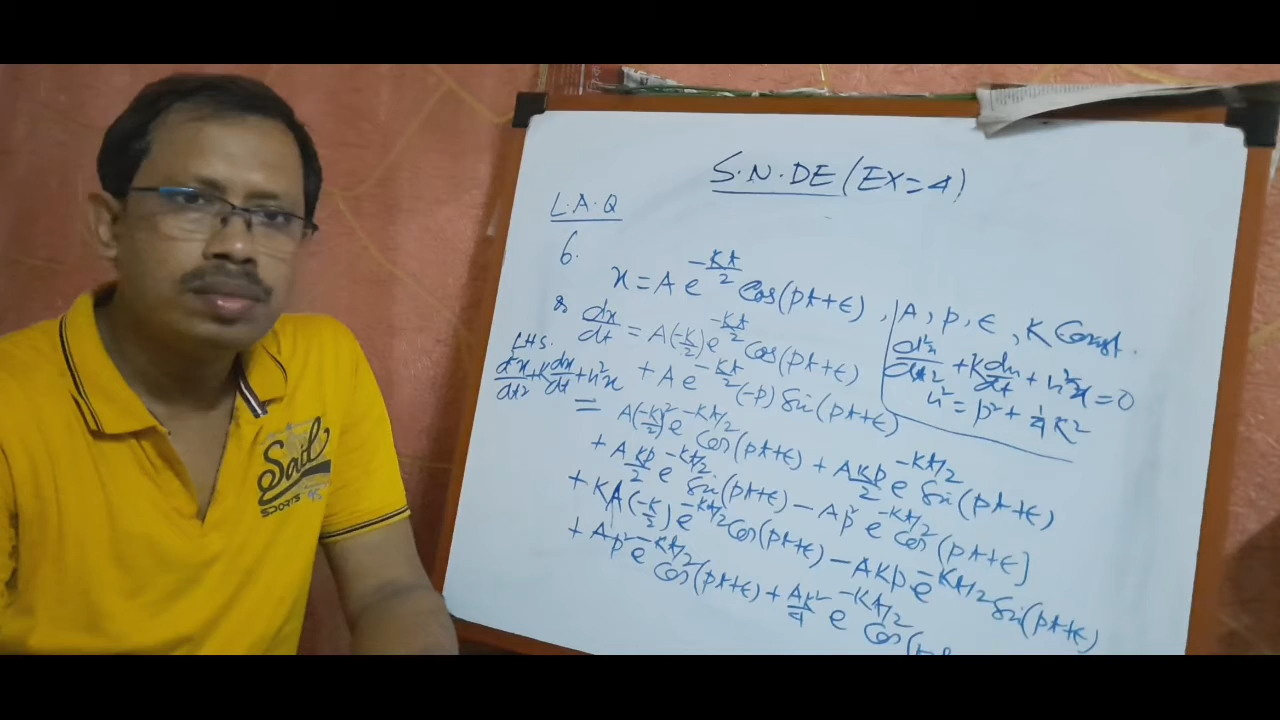 S.N.DE (EX=4)
L.A.Q
6.
x = A e^{-kt/2} Cos(pt+ϵ), A, p, ϵ, K Const.
dx/dt = A(-k/2) e^{-kt/2} Cos(pt+ϵ)
+ A e^{-kt/2} (-p) Sin(pt+ϵ)
d²x/dt² + K dx/dt + n²x = 0
n² = p² + 1/4 K²
L.H.S.
d²x/dt² + K dx/dt + n²x
= A(-k/2)² e^{-kt/2} Cos(pt+ϵ) + AKp/2 e^{-kt/2} Sin(pt+ϵ)
+ A kp/2 e^{-kt/2} Sin(pt+ϵ) - Ap² e^{-kt/2} Cos(pt+ϵ]
+ KA(-k/2) e^{-kt/2} Cos(pt+ϵ) - AKp e^{-kt/2} Sin(pt+ϵ)
+ Ap² e^{-kt/2} Cos(pt+ϵ) + AK²/4 e^{-kt/2} Cos(
Sail
SPORTS